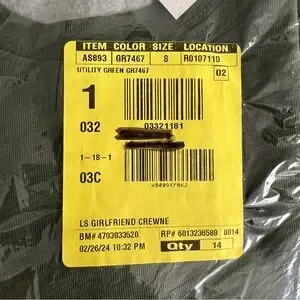 ITEM COLOR SIZE LOCATION
AS893 GR7467 S R010711D
UTILITY GREEN GR7467 02
1
032 03321181
1-18-1
03C
W0009XFBKJ
LS GIRLFRIEND CREWNE
BM# 4703033520 RP# 6013236589 0014
02/26/24 10:32 PM Qty 14